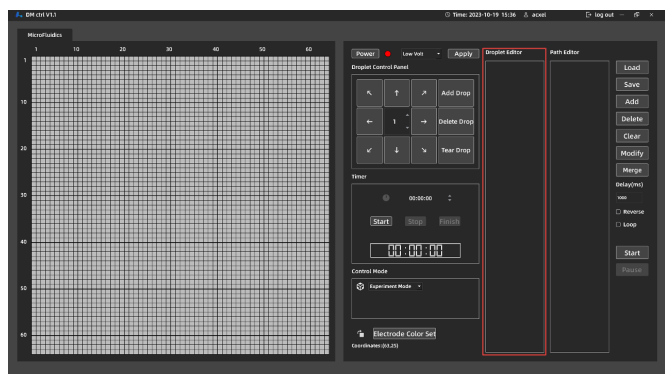 DM ctrl V1.1
Time: 2023-10-19 15:36 acxel log out
MicroFluidics
1 10 20 30 40 50 60
1
10
20
30
40
50
60
Power Low Volt Apply
Droplet Control Panel
↖ ↑ ↗ Add Drop
← 1 → Delete Drop
↙ ↓ ↘ Tear Drop
Timer
00:00:00
Start Stop Finish
00:00:00
Control Mode
Experiment Mode
Electrode Color Set
Coordinates:(63,25)
Droplet Editor
Path Editor
Load
Save
Add
Delete
Clear
Modify
Merge
Delay(ms)
1000
Reverse
Loop
Start
Pause